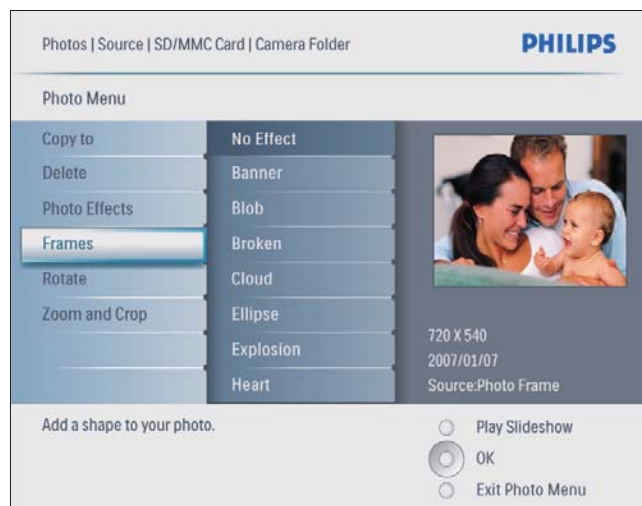 Photos | Source | SD/MMC Card | Camera Folder
PHILIPS
Photo Menu
Copy to
Delete
Photo Effects
Frames
Rotate
Zoom and Crop
No Effect
Banner
Blob
Broken
Cloud
Ellipse
Explosion
Heart
720 X 540
2007/01/07
Source:Photo Frame
Add a shape to your photo.
Play Slideshow
OK
Exit Photo Menu